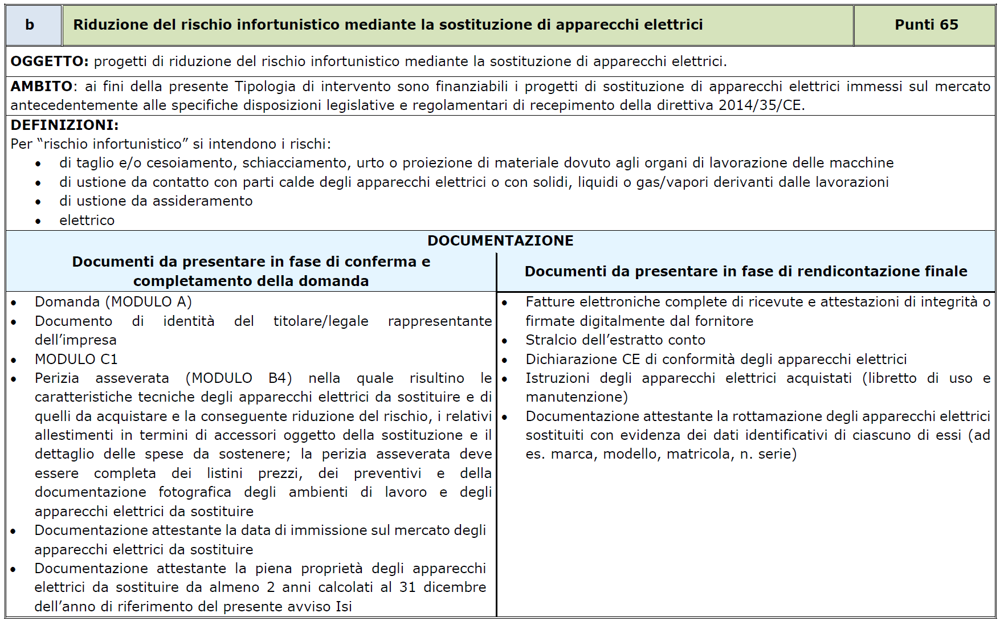 b
Riduzione del rischio infortunistico mediante la sostituzione di apparecchi elettrici
Punti 65
OGGETTO: progetti di riduzione del rischio infortunistico mediante la sostituzione di apparecchi elettrici.
AMBITO: ai fini della presente Tipologia di intervento sono finanziabili i progetti di sostituzione di apparecchi elettrici immessi sul mercato
antecedentemente alle specifiche disposizioni legislative e regolamentari di recepimento della direttiva 2014/35/CE.
DEFINIZIONI:
Per “rischio infortunistico” si intendono i rischi:
• di taglio e/o cesoiamento, schiacciamento, urto o proiezione di materiale dovuto agli organi di lavorazione delle macchine
• di ustione da contatto con parti calde degli apparecchi elettrici o con solidi, liquidi o gas/vapori derivanti dalle lavorazioni
• di ustione da assideramento
• elettrico
DOCUMENTAZIONE
Documenti da presentare in fase di conferma e
completamento della domanda
• Domanda (MODULO A)
• Documento di identità del titolare/legale rappresentante
dell’impresa
• MODULO C1
• Perizia asseverata (MODULO B4) nella quale risultino le
caratteristiche tecniche degli apparecchi elettrici da sostituire e di
quelli da acquistare e la conseguente riduzione del rischio, i relativi
allestimenti in termini di accessori oggetto della sostituzione e il
dettaglio delle spese da sostenere; la perizia asseverata deve
essere completa dei listini prezzi, dei preventivi e della
documentazione fotografica degli ambienti di lavoro e degli
apparecchi elettrici da sostituire
• Documentazione attestante la data di immissione sul mercato degli
apparecchi elettrici da sostituire
• Documentazione attestante la piena proprietà degli apparecchi
elettrici da sostituire da almeno 2 anni calcolati al 31 dicembre
dell’anno di riferimento del presente avviso Isi
Documenti da presentare in fase di rendicontazione finale
• Fatture elettroniche complete di ricevute e attestazioni di integrità o
firmate digitalmente dal fornitore
• Stralcio dell’estratto conto
• Dichiarazione CE di conformità degli apparecchi elettrici
• Istruzioni degli apparecchi elettrici acquistati (libretto di uso e
manutenzione)
• Documentazione attestante la rottamazione degli apparecchi elettrici
sostituiti con evidenza dei dati identificativi di ciascuno di essi (ad
es. marca, modello, matricola, n. serie)